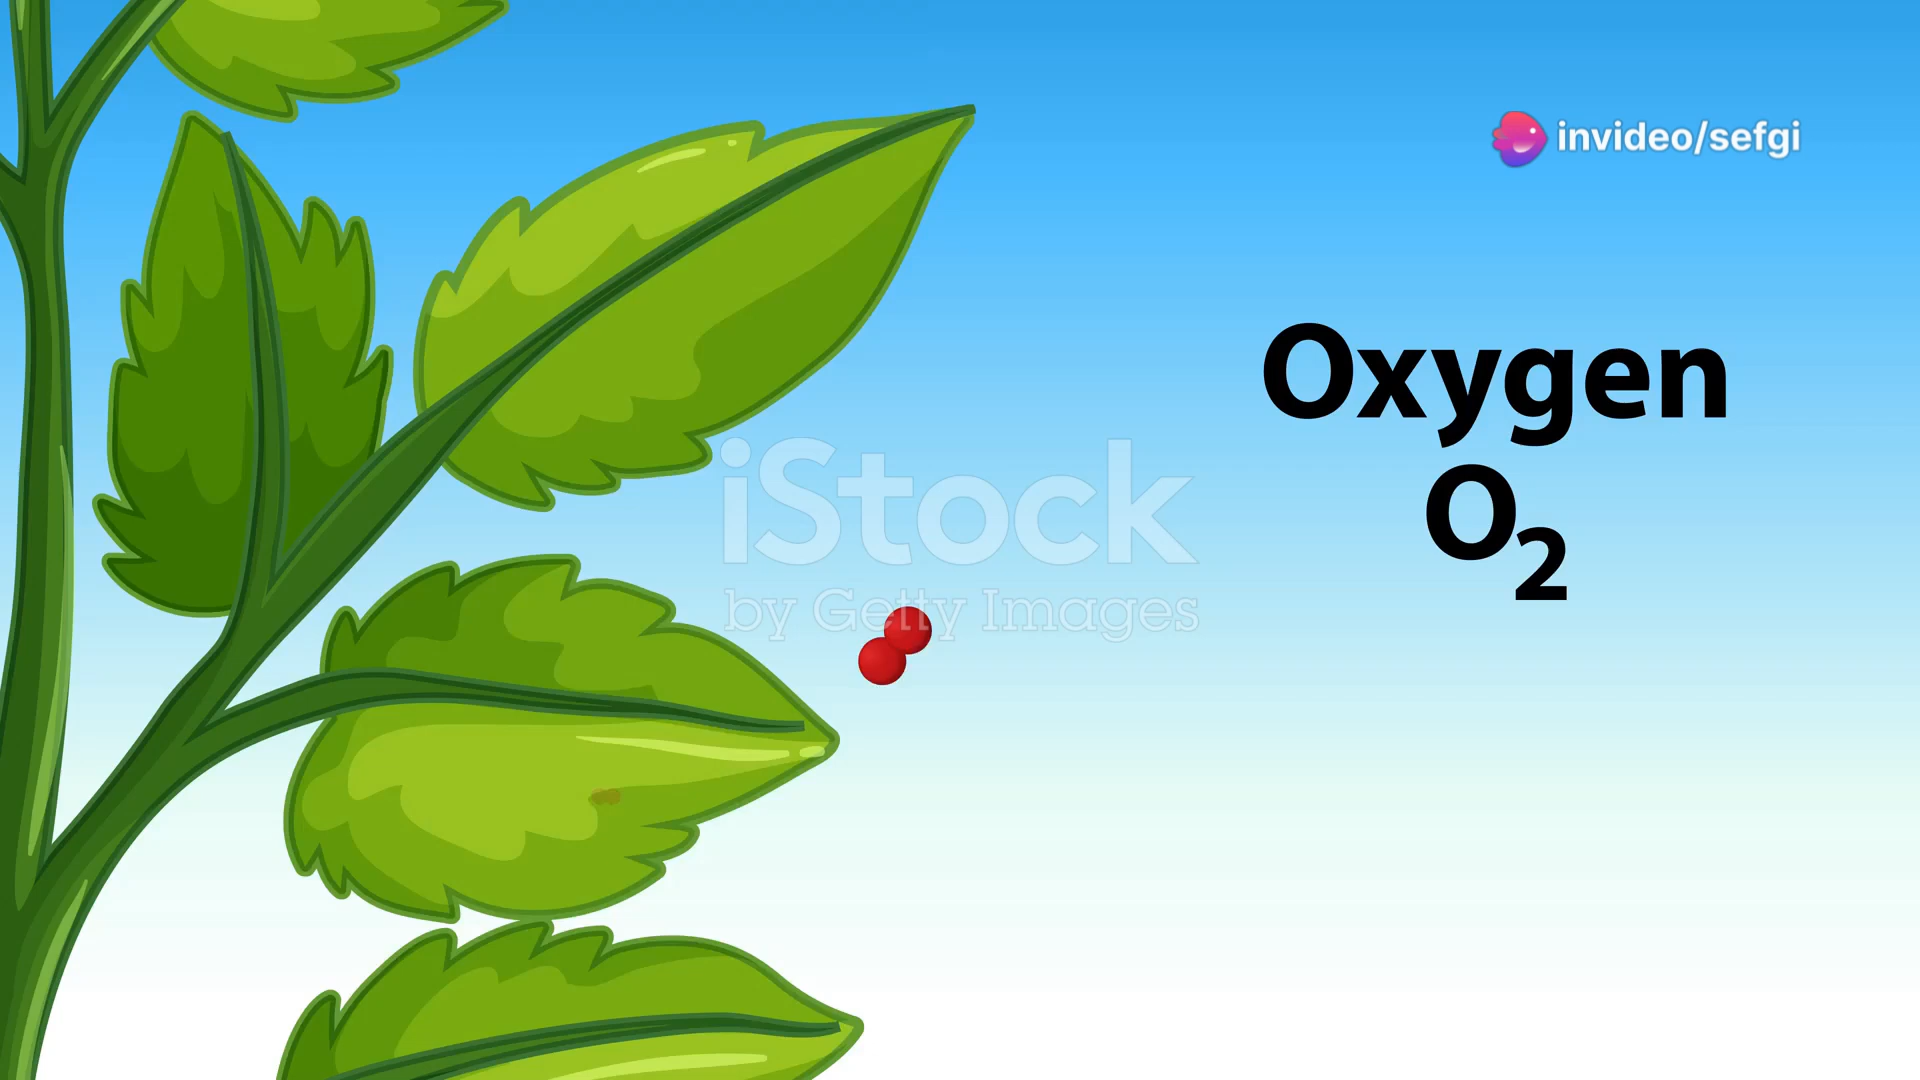 invideo/sefgi
Oxygen
O₂
iStock
by Getty Images